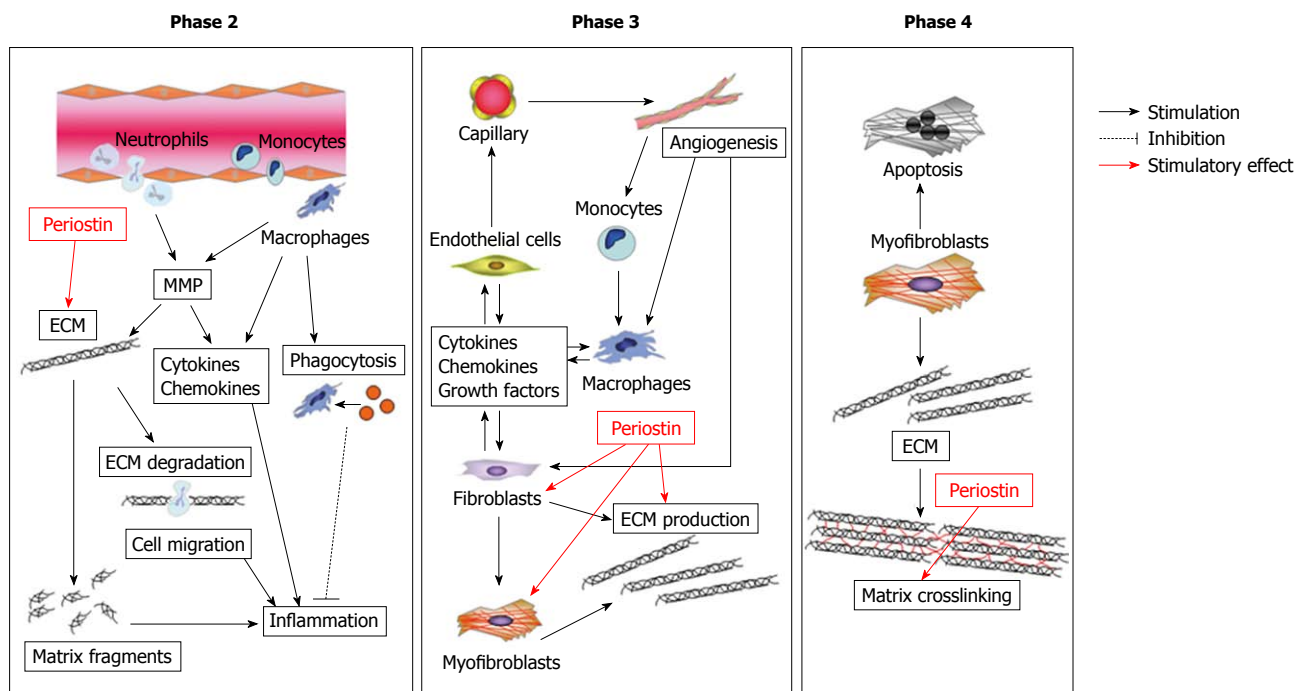 Phase 2
Neutrophils
Monocytes
Periostin
Macrophages
MMP
ECM
Cytokines
Chemokines
Phagocytosis
ECM degradation
Cell migration
Inflammation
Matrix fragments
Phase 3
Capillary
Angiogenesis
Monocytes
Endothelial cells
Cytokines
Chemokines
Growth factors
Macrophages
Periostin
Fibroblasts
ECM production
Myofibroblasts
Phase 4
Apoptosis
Myofibroblasts
ECM
Periostin
Matrix crosslinking
Stimulation
Inhibition
Stimulatory effect